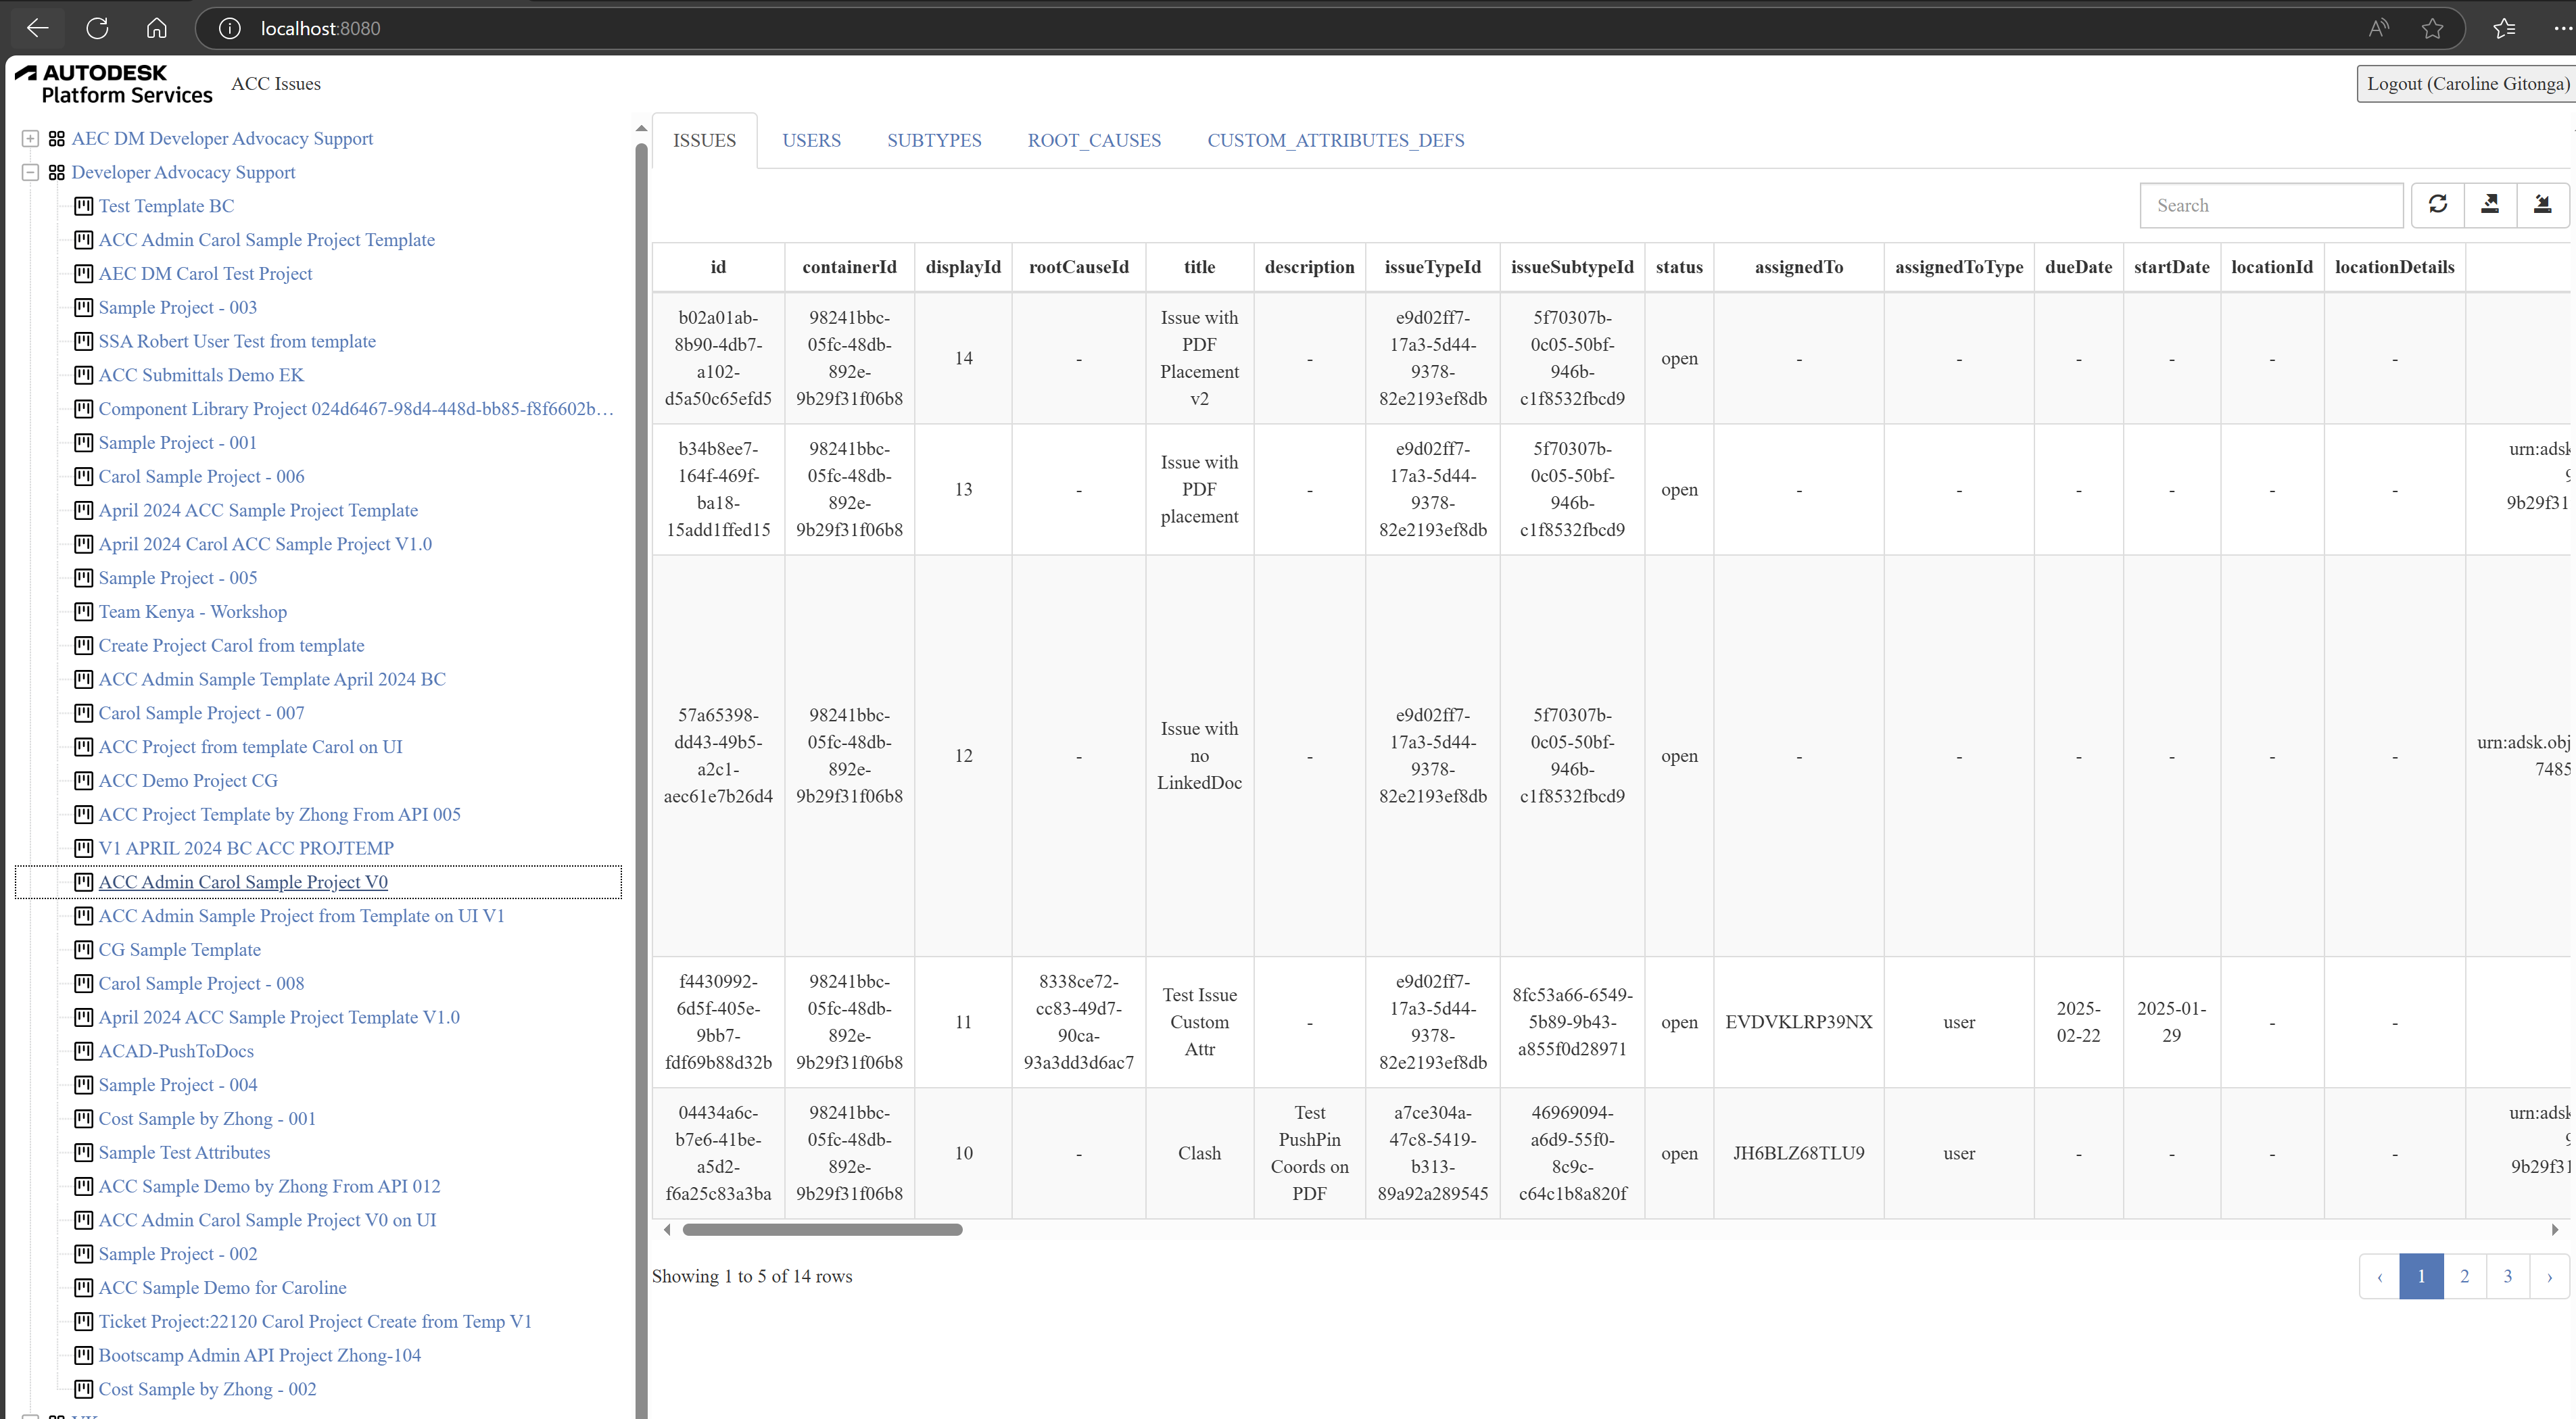 localhost:8080
AUTODESK
Platform Services
ACC Issues
Logout (Caroline Gitonga)
AEC DM Developer Advocacy Support
Developer Advocacy Support
Test Template BC
ACC Admin Carol Sample Project Template
AEC DM Carol Test Project
Sample Project - 003
SSA Robert User Test from template
ACC Submittals Demo EK
Component Library Project 024d6467-98d4-448d-bb85-f8f6602b…
Sample Project - 001
Carol Sample Project - 006
April 2024 ACC Sample Project Template
April 2024 Carol ACC Sample Project V1.0
Sample Project - 005
Team Kenya - Workshop
Create Project Carol from template
ACC Admin Sample Template April 2024 BC
Carol Sample Project - 007
ACC Project from template Carol on UI
ACC Demo Project CG
ACC Project Template by Zhong From API 005
V1 APRIL 2024 BC ACC PROJTEMP
ACC Admin Carol Sample Project V0
ACC Admin Sample Project from Template on UI V1
CG Sample Template
Carol Sample Project - 008
April 2024 ACC Sample Project Template V1.0
ACAD-PushToDocs
Sample Project - 004
Cost Sample by Zhong - 001
Sample Test Attributes
ACC Sample Demo by Zhong From API 012
ACC Admin Carol Sample Project V0 on UI
Sample Project - 002
ACC Sample Demo for Caroline
Ticket Project:22120 Carol Project Create from Temp V1
Bootscamp Admin API Project Zhong-104
Cost Sample by Zhong - 002
ISSUES USERS SUBTYPES ROOT_CAUSES CUSTOM_ATTRIBUTES_DEFS
Search
id containerId displayId rootCauseId title description issueTypeId issueSubtypeId status assignedTo assignedToType dueDate startDate locationId locationDetails
b02a01ab- 98241bbc- Issue with e9d02ff7- 5f70307b-
8b90-4db7- 05fc-48db- PDF 17a3-5d44- 0c05-50bf-
14 - - open - - - - - -
a102- 892e- Placement 9378- 946b-
d5a50c65efd5 9b29f31f06b8 v2 82e2193ef8db c1f8532fbcd9
b34b8ee7- 98241bbc- e9d02ff7- 5f70307b- urn:adsk
Issue with
164f-469f- 05fc-48db- 17a3-5d44- 0c05-50bf-
13 - PDF - open - - - - - -
ba18- 892e- 9378- 946b- 9b29f31
placement
15add1ffed15 9b29f31f06b8 82e2193ef8db c1f8532fbcd9
57a65398- 98241bbc- e9d02ff7- 5f70307b-
Issue with
dd43-49b5- 05fc-48db- 17a3-5d44- 0c05-50bf- urn:adsk.obj
12 - no - open - - - - - -
a2c1- 892e- 9378- 946b- 7485
LinkedDoc
aec61e7b26d4 9b29f31f06b8 82e2193ef8db c1f8532fbcd9
f4430992- 98241bbc- 8338ce72- e9d02ff7-
Test Issue 8fc53a66-6549-
6d5f-405e- 05fc-48db- cc83-49d7- 17a3-5d44- 2025- 2025-01-
11 Custom - 5b89-9b43- open EVDVKLRP39NX user - -
9bb7- 892e- 90ca- 9378- 02-22 29
Attr a855f0d28971
fdf69b88d32b 9b29f31f06b8 93a3dd3d6ac7 82e2193ef8db
04434a6c- 98241bbc- Test a7ce304a- 46969094- urn:adsk
b7e6-41be- 05fc-48db- PushPin 47c8-5419- a6d9-55f0-
10 - Clash open JH6BLZ68TLU9 user - - - -
a5d2- 892e- Coords on b313- 8c9c- 9b29f31
f6a25c83a3ba 9b29f31f06b8 PDF 89a92a289545 c64c1b8a820f
Showing 1 to 5 of 14 rows
‹ 1 2 3 ›